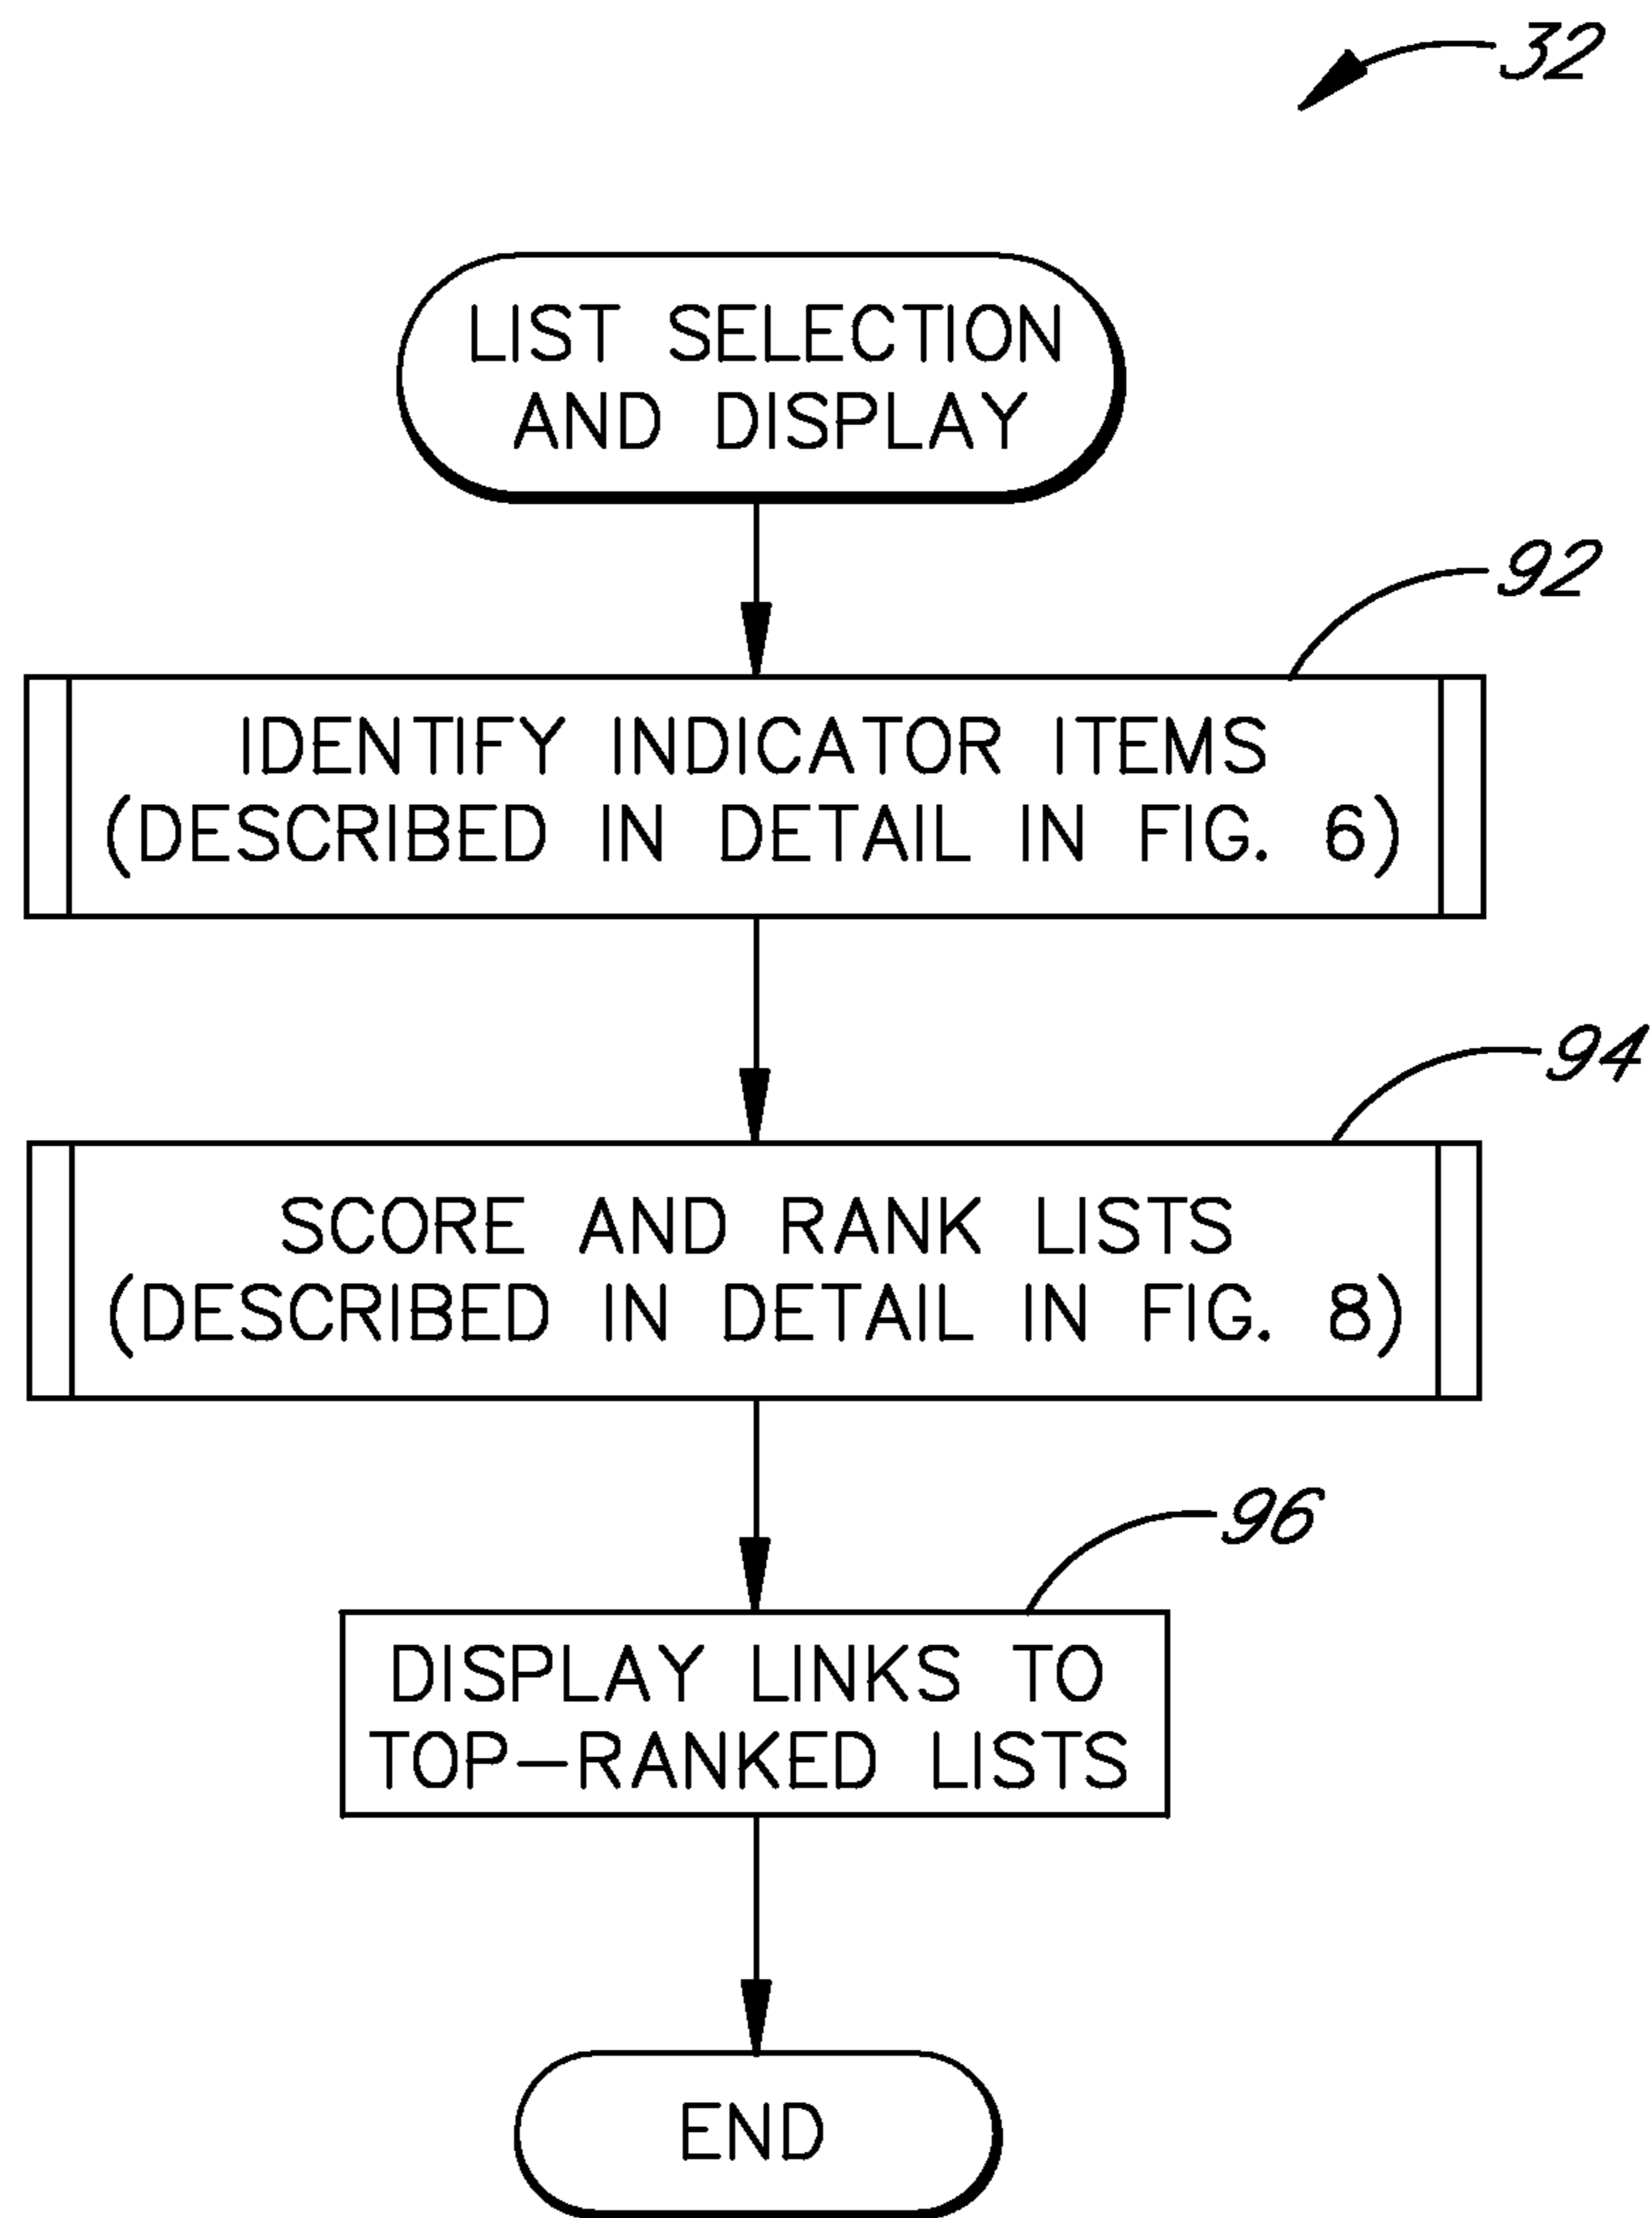 32
LIST SELECTION
AND DISPLAY
92
IDENTIFY INDICATOR ITEMS
(DESCRIBED IN DETAIL IN FIG. 6)
94
SCORE AND RANK LISTS
(DESCRIBED IN DETAIL IN FIG. 8)
96
DISPLAY LINKS TO
TOP-RANKED LISTS
END